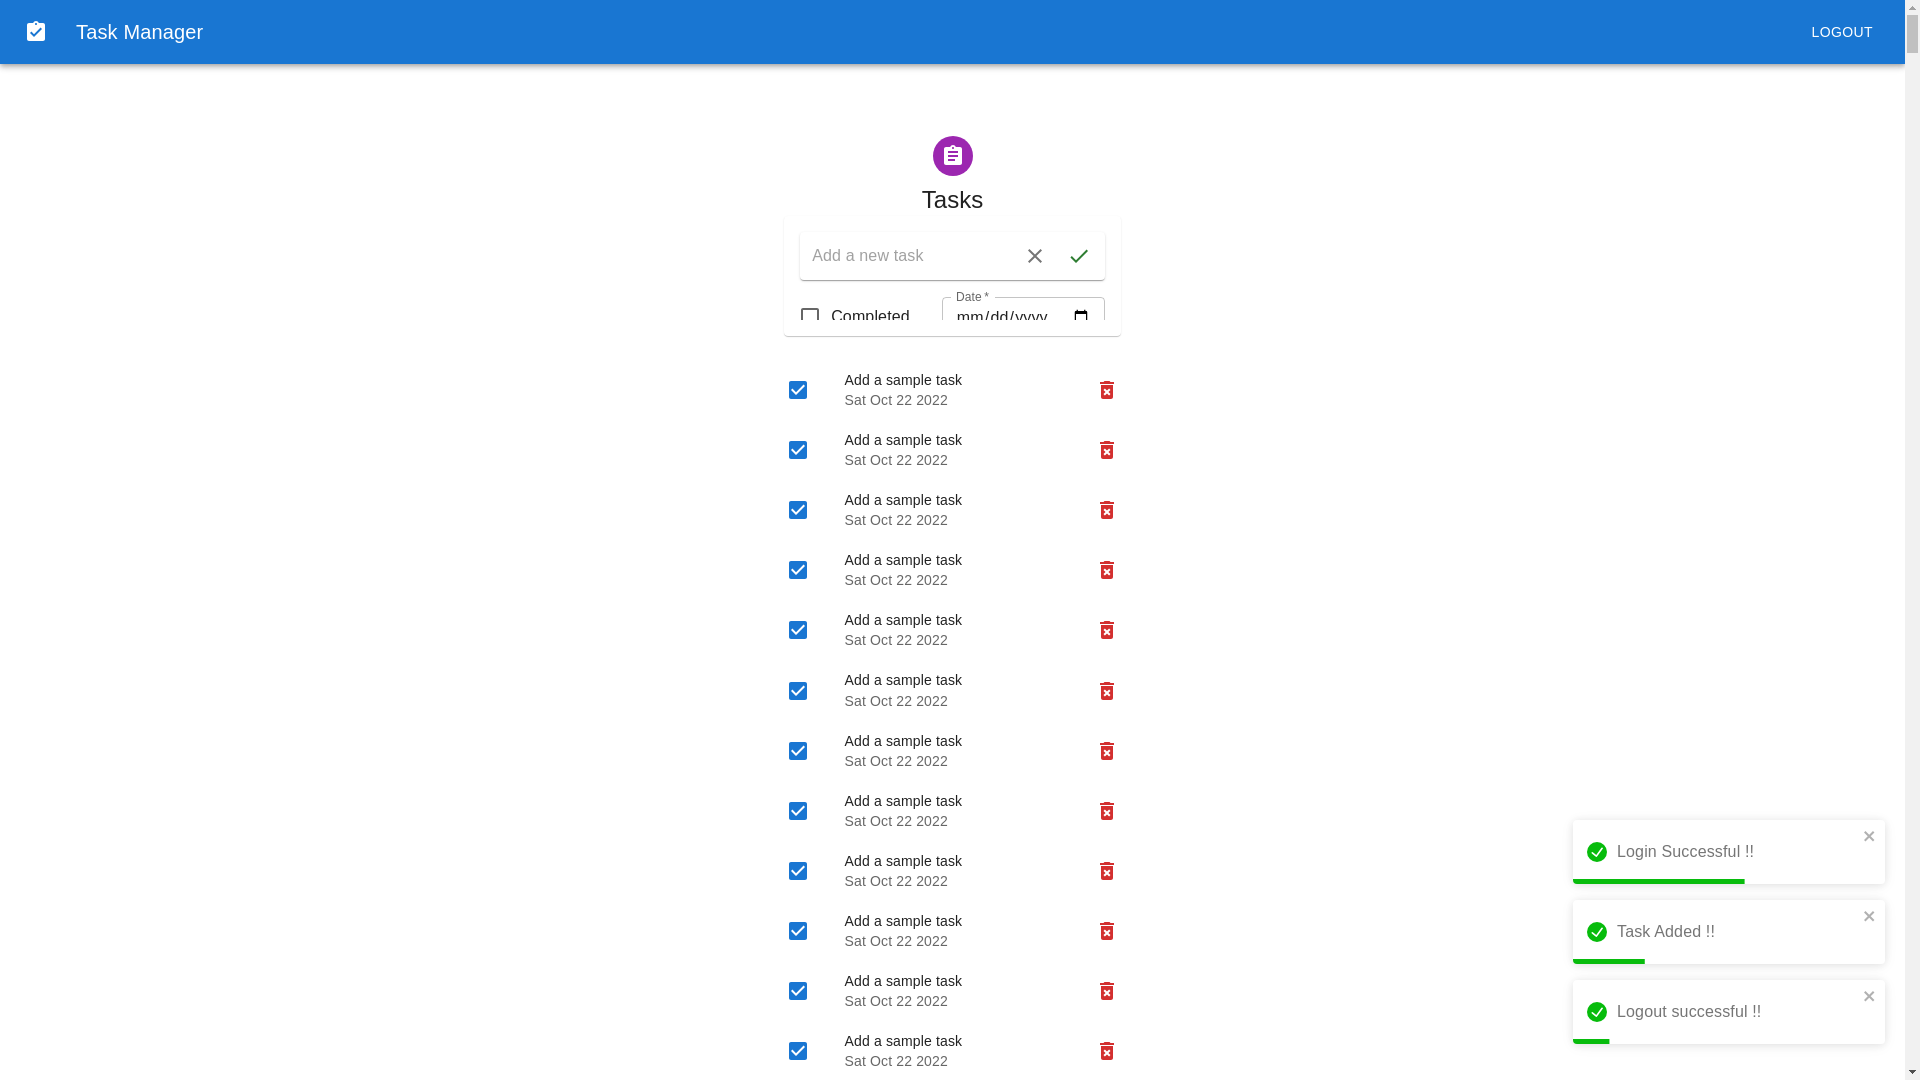 Task Manager
LOGOUT
Tasks
Add a new task
Date *
Completed
mm/dd/yyyy
Add a sample task
Sat Oct 22 2022
Add a sample task
Sat Oct 22 2022
Add a sample task
Sat Oct 22 2022
Add a sample task
Sat Oct 22 2022
Add a sample task
Sat Oct 22 2022
Add a sample task
Sat Oct 22 2022
Add a sample task
Sat Oct 22 2022
Add a sample task
Sat Oct 22 2022
Add a sample task
Sat Oct 22 2022
Add a sample task
Sat Oct 22 2022
Add a sample task
Sat Oct 22 2022
Add a sample task
Sat Oct 22 2022
Login Successful !!
Task Added !!
Logout successful !!